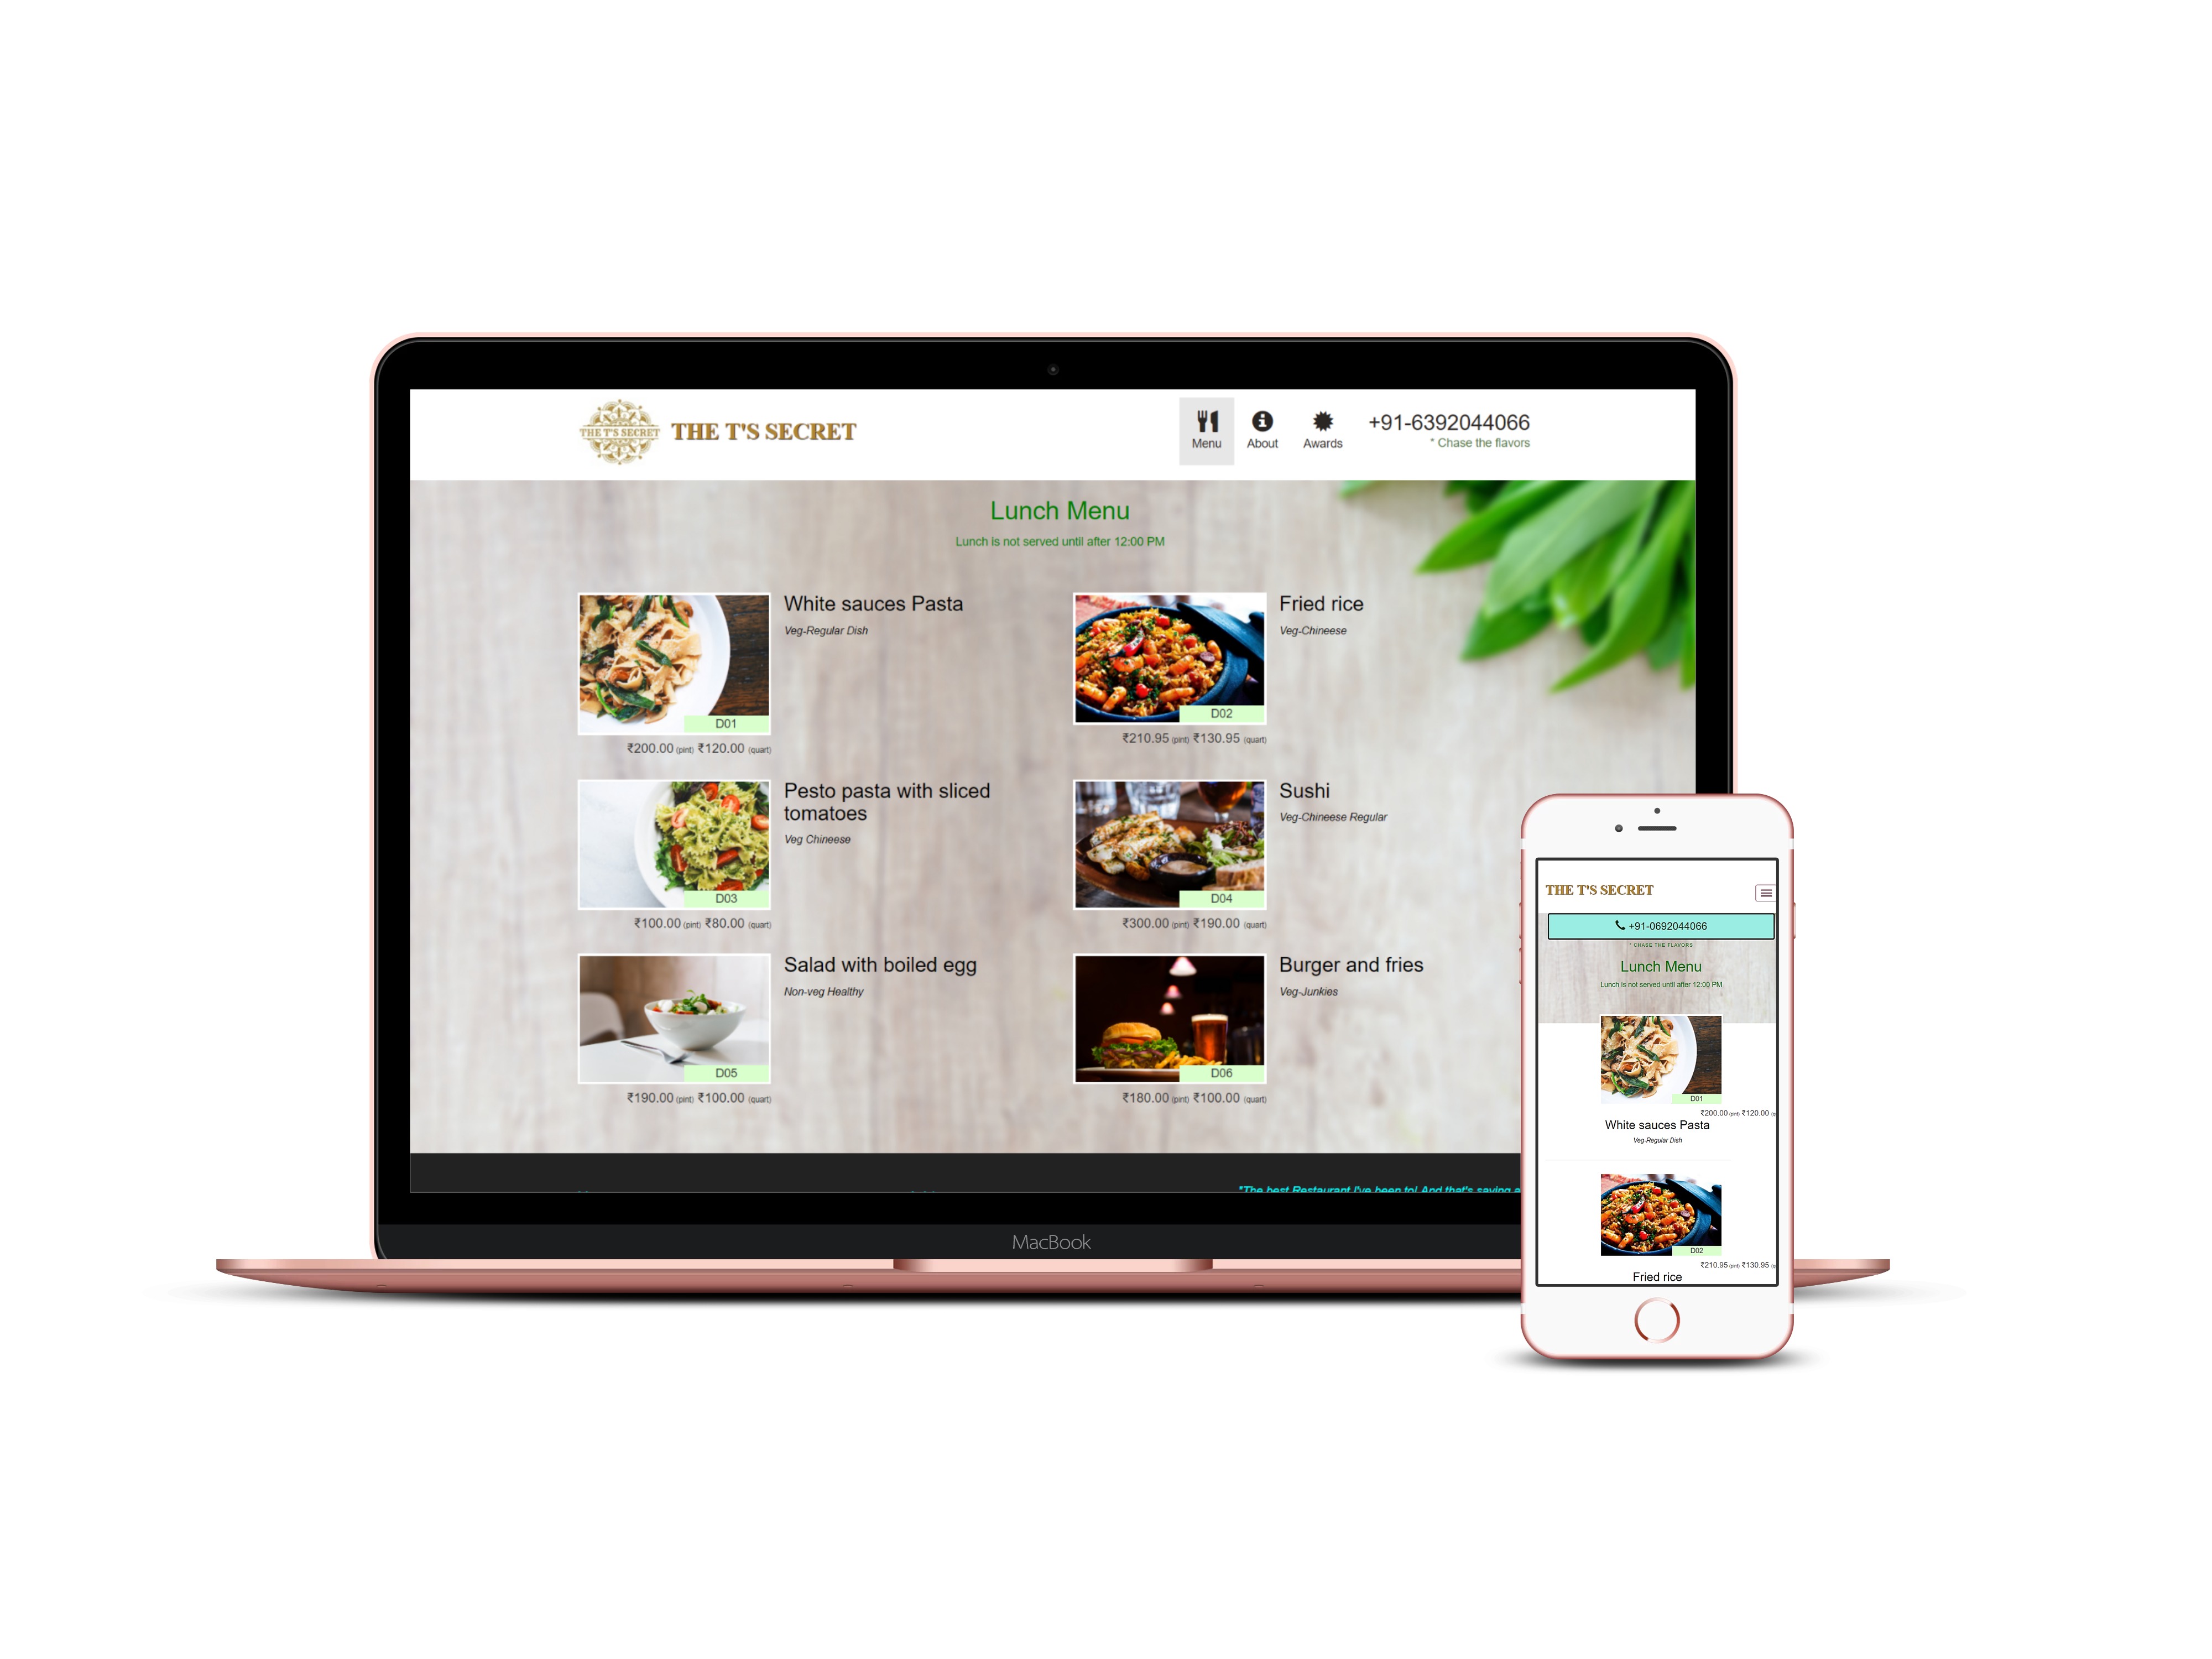 THE T'S SECRET
THE T'S SECRET
Menu
About
Awards
+91-6392044066
* Chase the flavors
Lunch Menu
Lunch is not served until after 12:00 PM
White sauces Pasta
Veg-Regular Dish
D01
₹200.00 (pint) ₹120.00 (quart)
Fried rice
Veg-Chineese
D02
₹210.95 (pint) ₹130.95 (quart)
Pesto pasta with sliced
tomatoes
Veg Chineese
D03
₹100.00 (pint) ₹80.00 (quart)
Sushi
Veg-Chineese Regular
D04
₹300.00 (pint) ₹190.00 (quart)
Salad with boiled egg
Non-veg Healthy
D05
₹190.00 (pint) ₹100.00 (quart)
Burger and fries
Veg-Junkies
D06
₹180.00 (pint) ₹100.00 (quart)
"The best Restaurant I've been to! And that's saying a
MacBook
THE T'S SECRET
+91-0692044066
* CHASE THE FLAVORS
Lunch Menu
Lunch is not served until after 12:00 PM
D01
₹200.00 (pint) ₹120.00
White sauces Pasta
Veg-Regular Dish
D02
₹210.95 (pint) ₹130.95
Fried rice